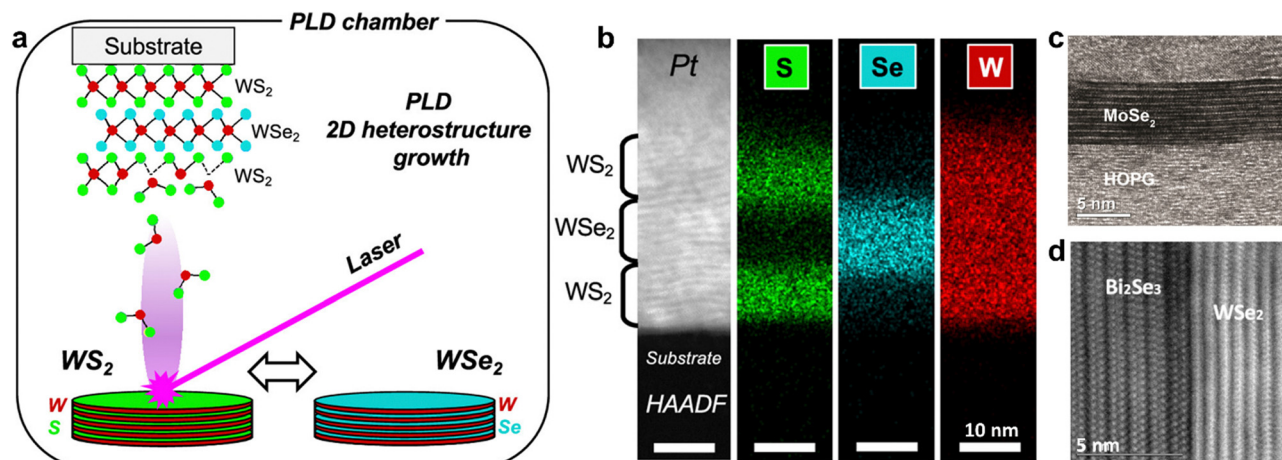 a
PLD chamber
Substrate
WS₂
WSe₂
WS₂
PLD
2D heterostructure
growth
Laser
WS₂
WSe₂
W
S
W
Se
b
Pt
S
Se
W
WS₂
WSe₂
WS₂
Substrate
HAADF
10 nm
c
MoSe₂
HOPG
5 nm
d
Bi₂Se₃
WSe₂
5 nm